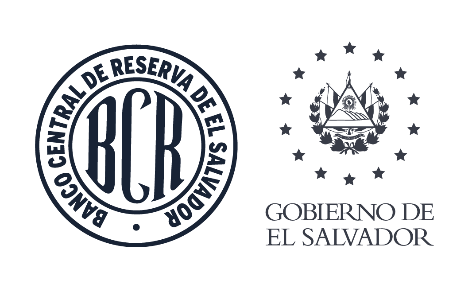 BANCO CENTRAL DE RESERVA DE EL SALVADOR
BCR
GOBIERNO DE
EL SALVADOR